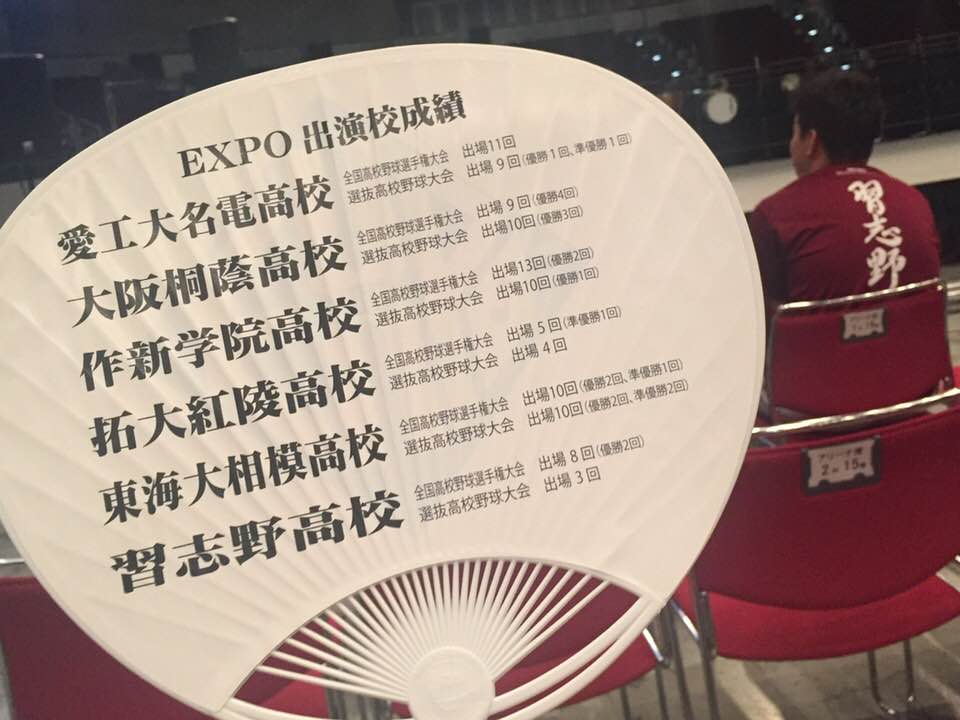 EXPO 出演校成績
愛工大名電高校
全国高校野球選手権大会 出場11回
選抜高校野球大会 出場 9 回(優勝1回、準優勝1回)
大阪桐蔭高校
全国高校野球選手権大会 出場 9 回(優勝4回)
選抜高校野球大会 出場10回(優勝3回)
作新学院高校
全国高校野球選手権大会 出場13回(優勝2回)
選抜高校野球大会 出場10回(優勝1回)
拓大紅陵高校
全国高校野球選手権大会 出場 5 回(準優勝1回)
選抜高校野球大会 出場 4 回
東海大相模高校
全国高校野球選手権大会 出場10回(優勝2回、準優勝1回)
選抜高校野球大会 出場10回(優勝2回、準優勝2回)
習志野高校
全国高校野球選手権大会 出場 8 回(優勝2回)
選抜高校野球大会 出場 3 回
習志野
アリーナ席
2列 15番